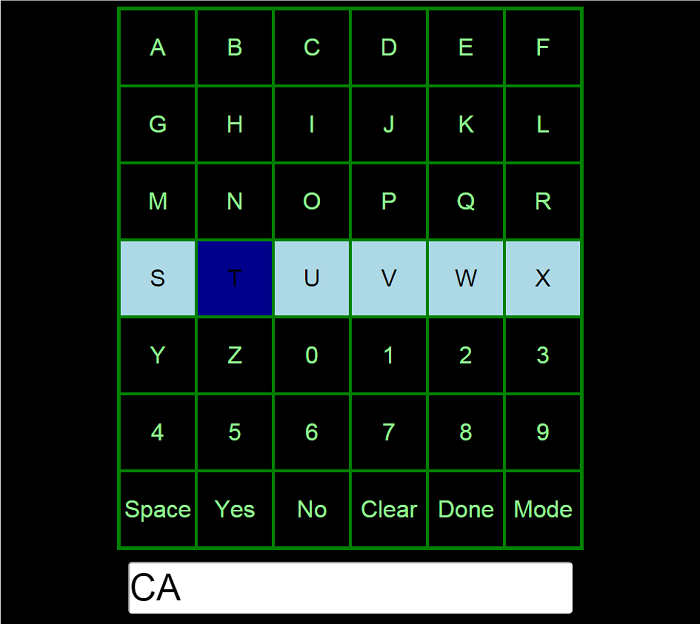 A B C D E F
G H I J K L
M N O P Q R
S T U V W X
Y Z 0 1 2 3
4 5 6 7 8 9
Space Yes No Clear Done Mode
CA